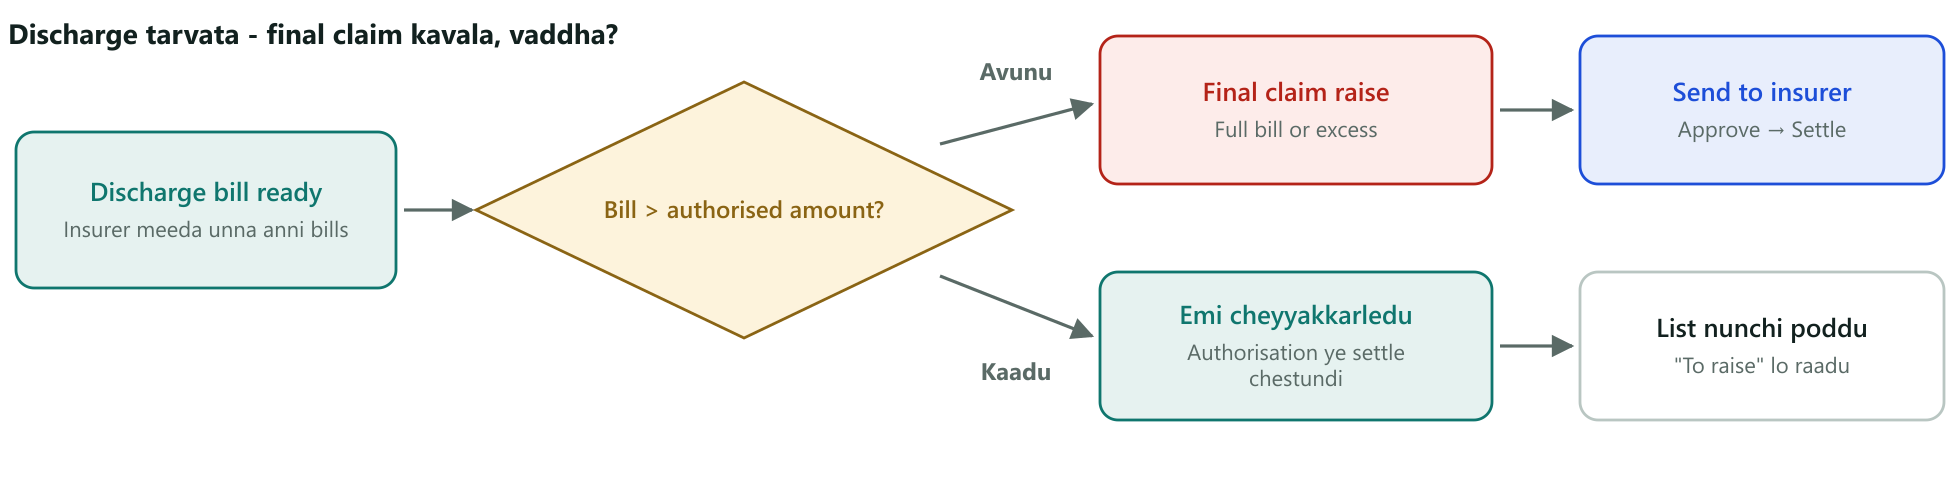 Discharge tarvata - final claim kavala, vaddha?
Discharge bill ready
Insurer meeda unna anni bills
Bill > authorised amount?
Avunu
Final claim raise
Full bill or excess
Send to insurer
Approve → Settle
Kaadu
Emi cheyyakkarledu
Authorisation ye settle
chestundi
List nunchi poddu
"To raise" lo raadu